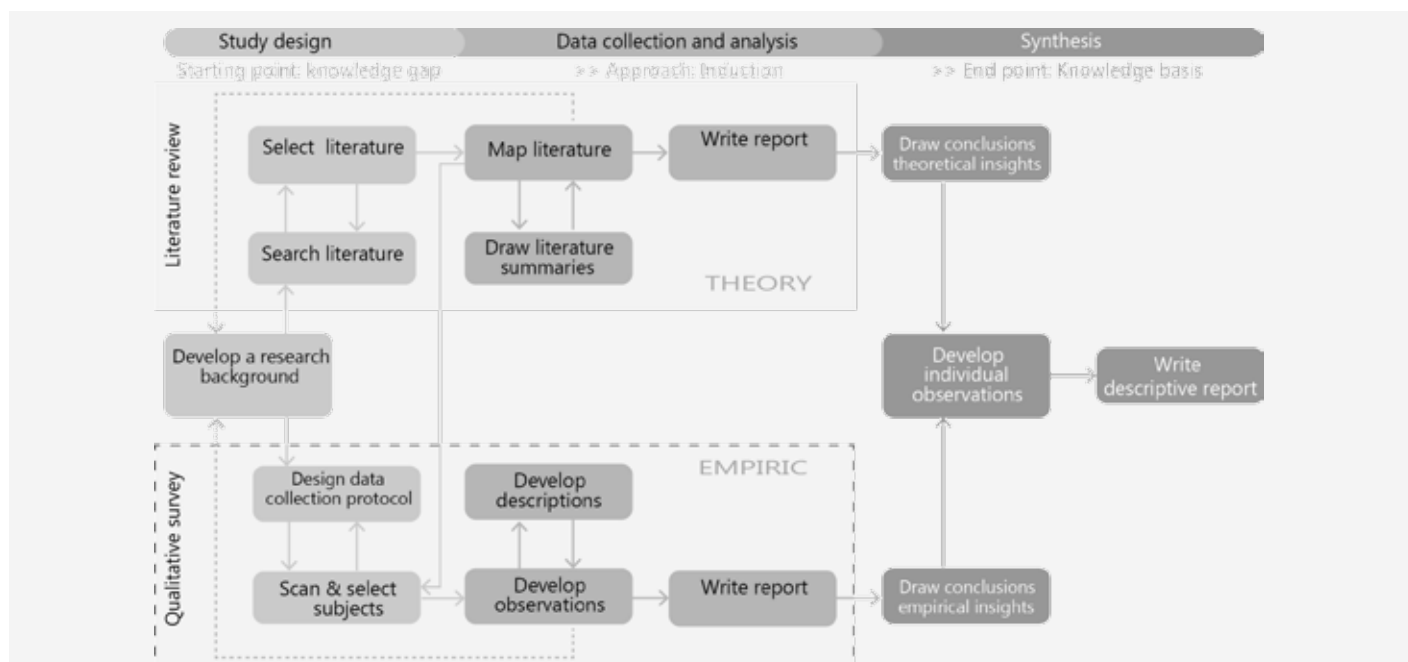 Study design
Data collection and analysis
Synthesis
Starting point: knowledge gap
>> Approach: Induction
>> End point: Knowledge basis
Literature review
Select literature
Map literature
Write report
Draw conclusions
theoretical insights
Search literature
Draw literature
summaries
THEORY
Develop a research
background
Develop
individual
observations
Write
descriptive report
Qualitative survey
EMPIRIC
Design data
collection protocol
Develop
descriptions
Scan & select
subjects
Develop
observations
Write report
Draw conclusions
empirical insights